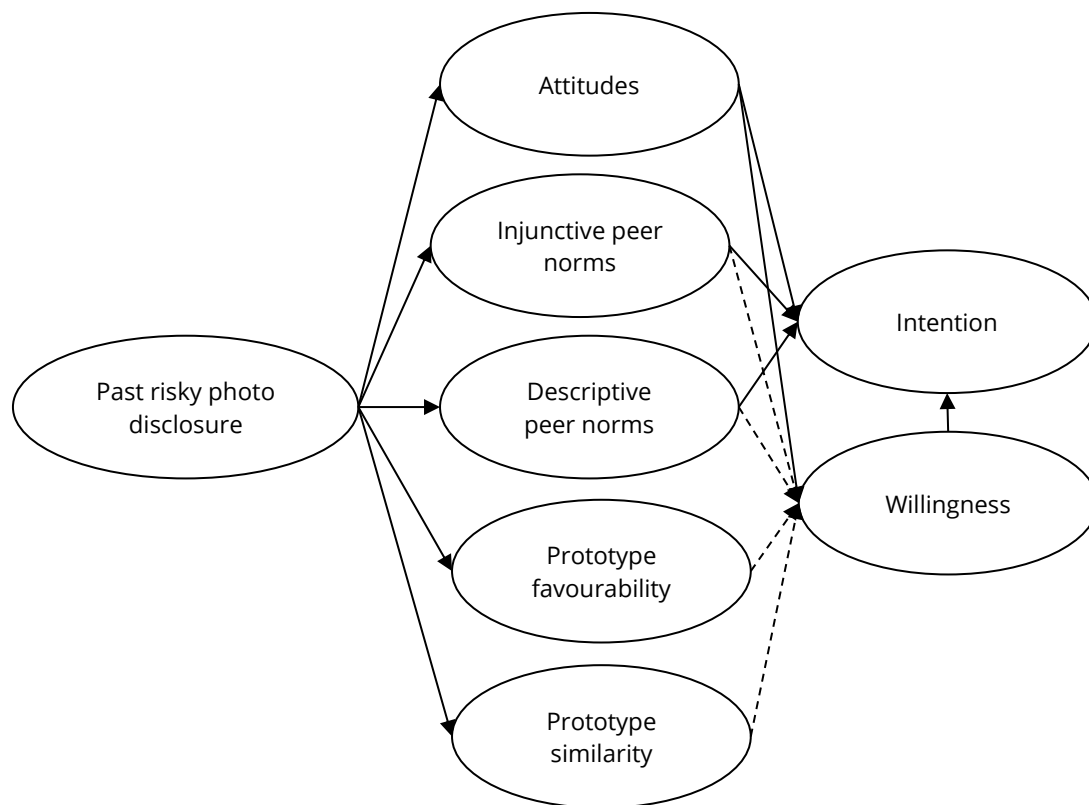 Attitudes
Injunctive peer
norms
Past risky photo
disclosure
Descriptive
peer norms
Prototype
favourability
Prototype
similarity
Intention
Willingness